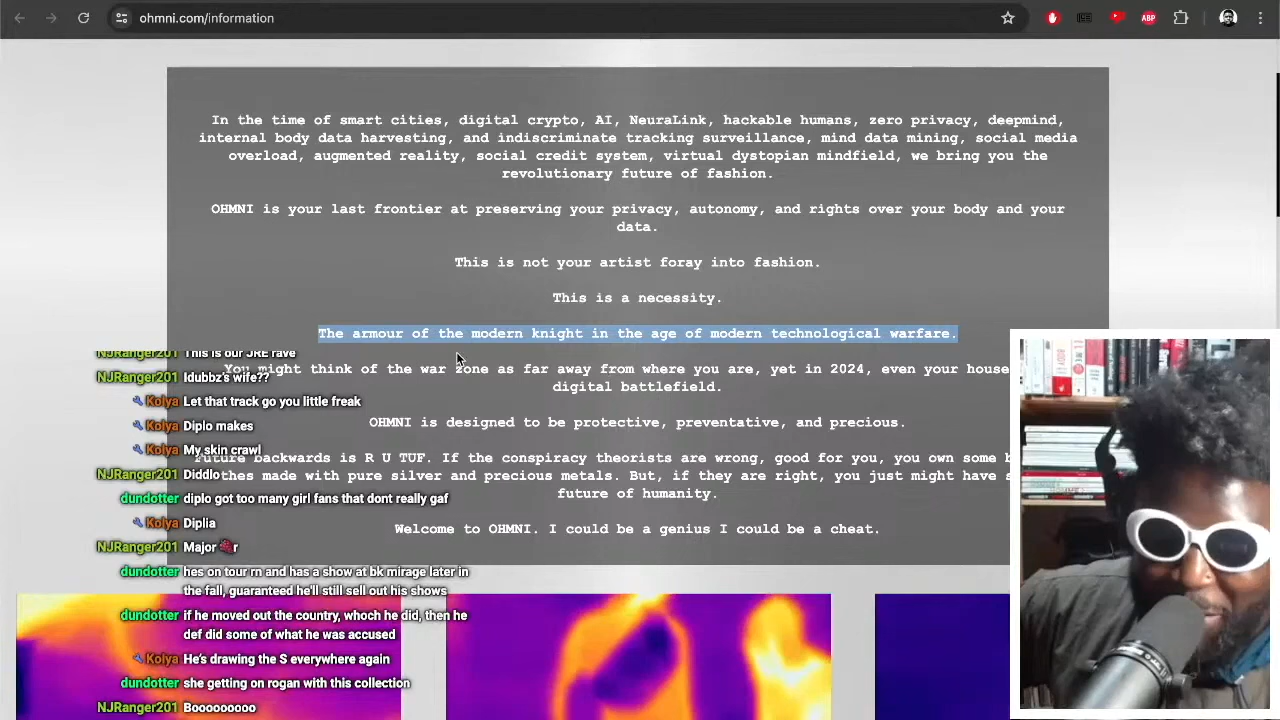 ohmni.com/information
ABP
In the time of smart cities, digital crypto, AI, NeuraLink, hackable humans, zero privacy, deepmind,
internal body data harvesting, and indiscriminate tracking surveillance, mind data mining, social media
overload, augmented reality, social credit system, virtual dystopian mindfield, we bring you the
revolutionary future of fashion.
OHMNI is your last frontier at preserving your privacy, autonomy, and rights over your body and your
data.
This is not your artist foray into fashion.
This is a necessity.
The armour of the modern knight in the age of modern technological warfare.
You might think of the war zone as far away from where you are, yet in 2024, even your house
digital battlefield.
OHMNI is designed to be protective, preventative, and precious.
future backwards is R U TUF. If the conspiracy theorists are wrong, good for you, you own some
thes made with pure silver and precious metals. But, if they are right, you just might have
future of humanity.
Welcome to OHMNI. I could be a genius I could be a cheat.
NJRanger201 This is our JRE rave
NJRanger201 Idubbz's wife??
Koiya Let that track go you little freak
Koiya Diplo makes
Koiya My skin crawl
NJRanger201 Diddlo
dundotter diplo got too many girl fans that dont really gaf
Koiya Diplia
NJRanger201 Major r
dundotter hes on tour rn and has a show at bk mirage later in
the fall, guaranteed he'll still sell out his shows
dundotter if he moved out the country, whoch he did, then he
def did some of what he was accused
Koiya He's drawing the S everywhere again
dundotter she getting on rogan with this collection
NJRanger201 Booooooooo